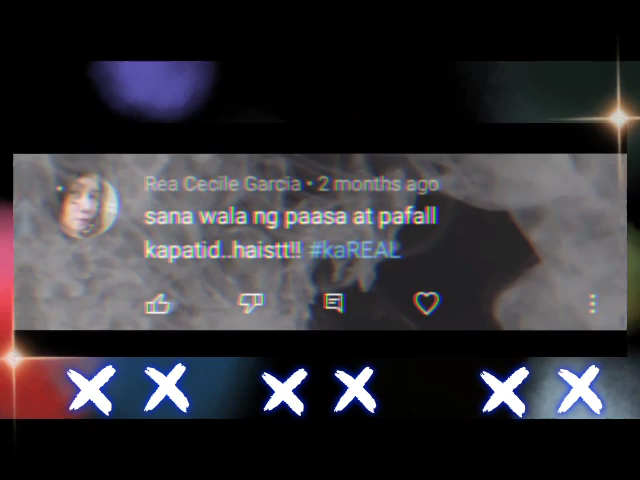 Rea Cecile Garcia • 2 months ago
sana wala ng paasa at pafall
kapatid..haistt!! #kaREAL